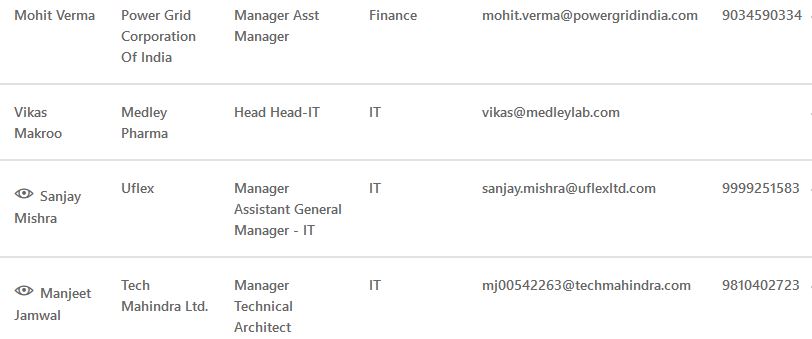 Mohit Verma Power Grid Manager Asst Finance mohit.verma@powergridindia.com 9034590334
Corporation Manager
Of India
Vikas Medley Head Head-IT IT vikas@medleylab.com
Makroo Pharma
Sanjay Uflex Manager IT sanjay.mishra@uflexltd.com 9999251583
Mishra Assistant General
Manager - IT
Manjeet Tech Manager IT mj00542263@techmahindra.com 9810402723
Jamwal Mahindra Ltd. Technical
Architect